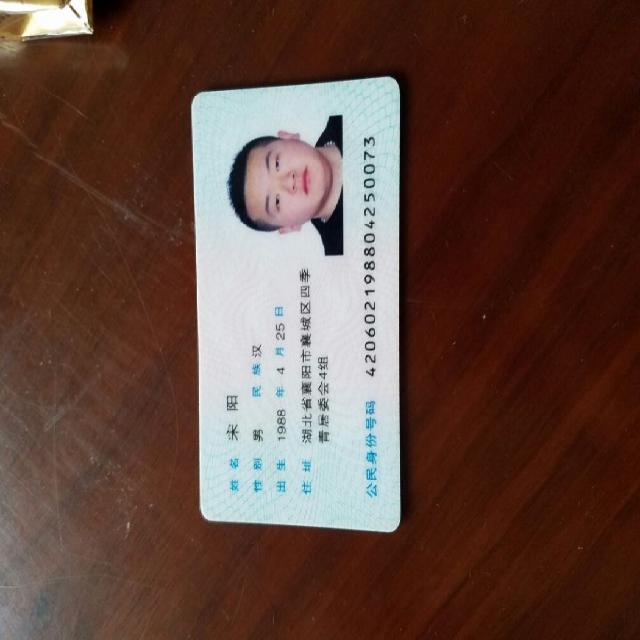 姓名 宋阳
性别 男 民族 汉
出生 1988 年 4 月 25 日
住址 湖北省襄阳市襄城区四季
青居委会4组
公民身份号码 420602198804250073